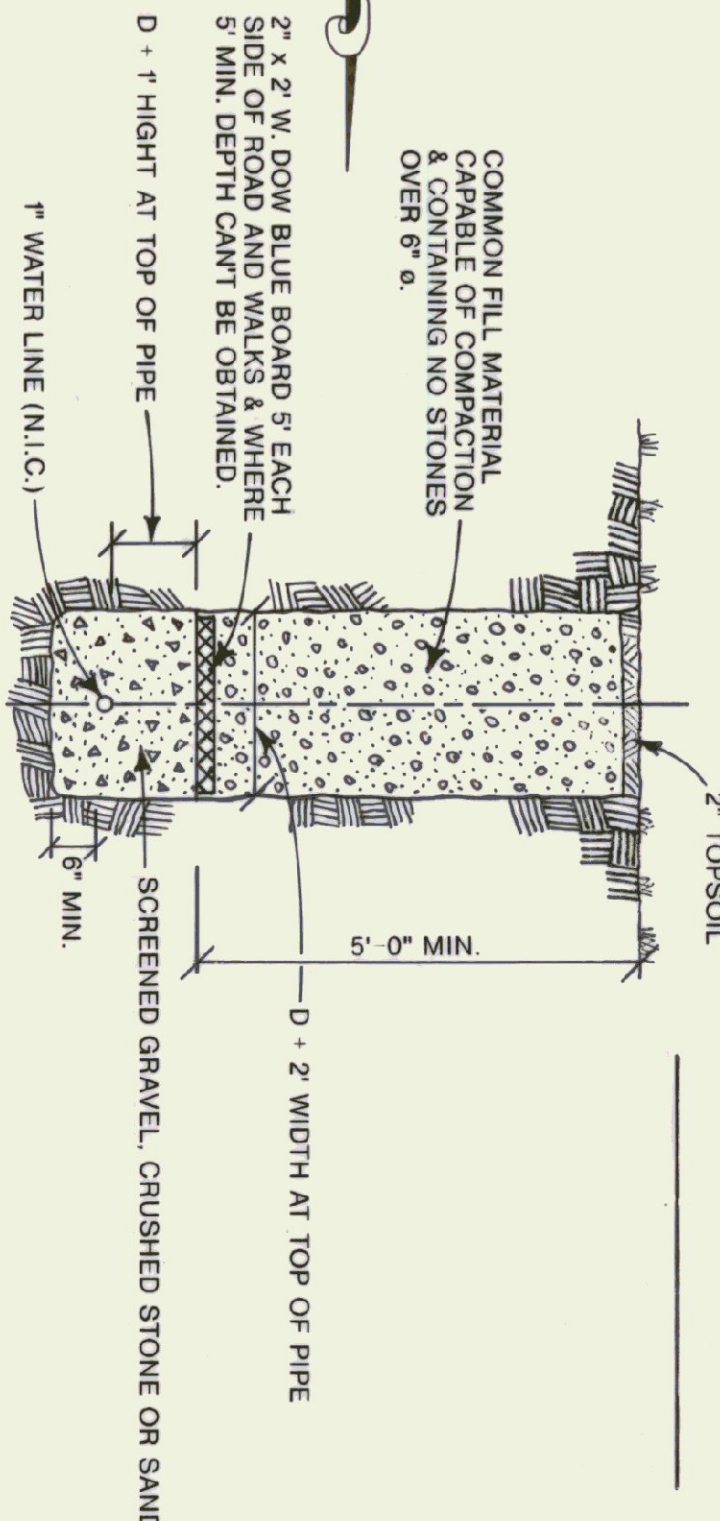 COMMON FILL MATERIAL
CAPABLE OF COMPACTION
& CONTAINING NO STONES
OVER 6" ø.
2" x 2' W. DOW BLUE BOARD 5' EACH
SIDE OF ROAD AND WALKS & WHERE
5' MIN. DEPTH CAN'T BE OBTAINED.
D + 1' HIGHT AT TOP OF PIPE
1" WATER LINE (N.I.C.)
2" TOPSOIL
5'-0" MIN.
D + 2' WIDTH AT TOP OF PIPE
6" MIN.
SCREENED GRAVEL, CRUSHED STONE OR SAND